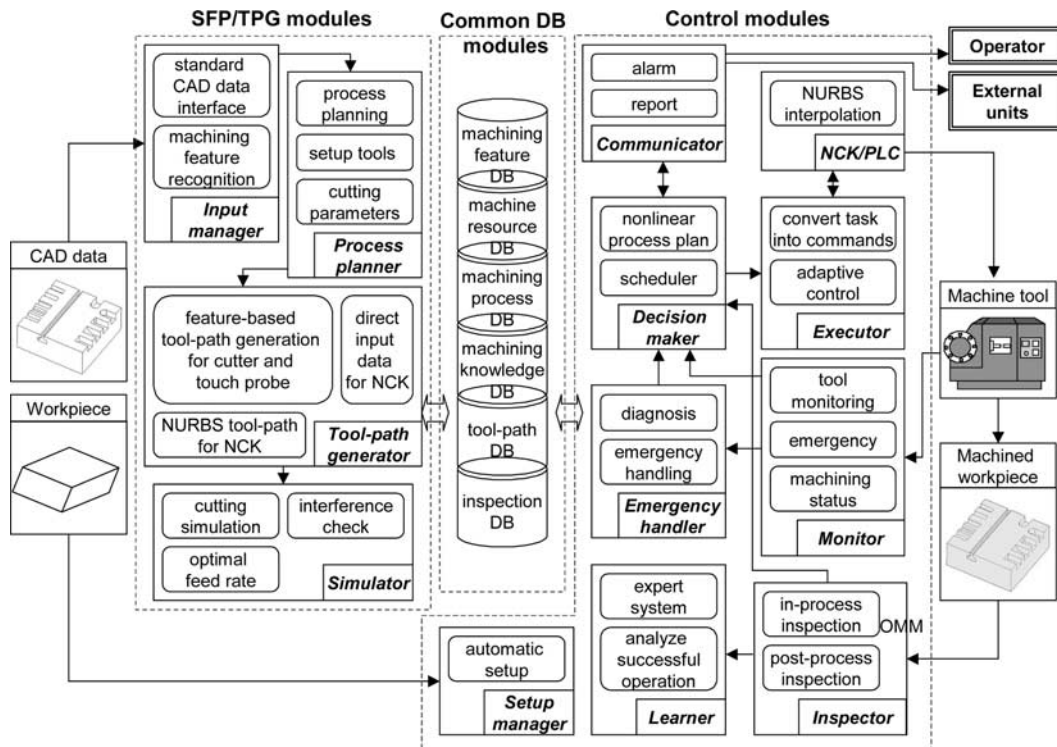 SFP/TPG modules
Common DB
modules
Control modules
standard
CAD data
interface
machining
feature
recognition
Input
manager
process
planning
setup tools
cutting
parameters
Process
planner
CAD data
Workpiece
feature-based
tool-path generation
for cutter and
touch probe
direct
input
data
for NCK
NURBS tool-path
for NCK
Tool-path
generator
cutting
simulation
interference
check
optimal
feed rate
Simulator
machining
feature
DB
machine
resource
DB
machining
process
DB
machining
knowledge
DB
tool-path
DB
inspection
DB
automatic
setup
Setup
manager
alarm
report
Communicator
NURBS
interpolation
NCK/PLC
Operator
External
units
nonlinear
process plan
scheduler
Decision
maker
convert task
into commands
adaptive
control
Executor
diagnosis
emergency
handling
Emergency
handler
tool
monitoring
emergency
machining
status
Monitor
Machine tool
Machined
workpiece
expert
system
analyze
successful
operation
Learner
in-process
inspection
OMM
post-process
inspection
Inspector